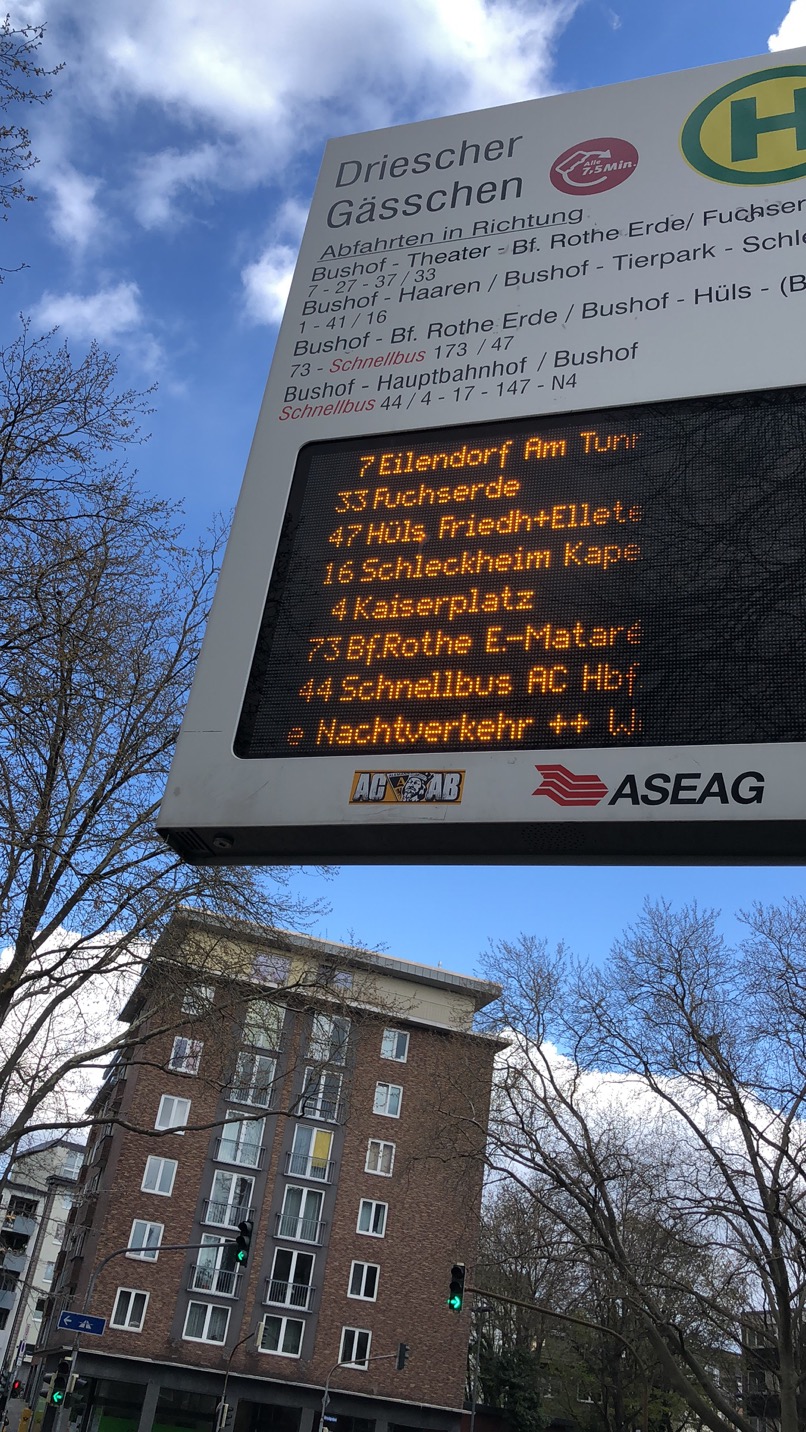 Driescher
Gässchen
Alle
7,5Min.
H
Abfahrten in Richtung
Bushof - Theater - Bf. Rothe Erde/ Fuchser
7 - 27 - 37 / 33
Bushof - Haaren / Bushof - Tierpark - Schle
1 - 41 / 16
Bushof - Bf. Rothe Erde / Bushof - Hüls - (B
73 - Schnellbus 173 / 47
Bushof - Hauptbahnhof / Bushof
Schnellbus 44 / 4 - 17 - 147 - N4
7 Eilendorf Am Tunn
33 Fuchserde
47 Hüls Friedh+Ellete
16 Schleckheim Kape
4 Kaiserplatz
73 Bf.Rothe E-Mataré
44 Schnellbus AC Hbf
e Nachtverkehr ++ Wi
AC AB
ASEAG